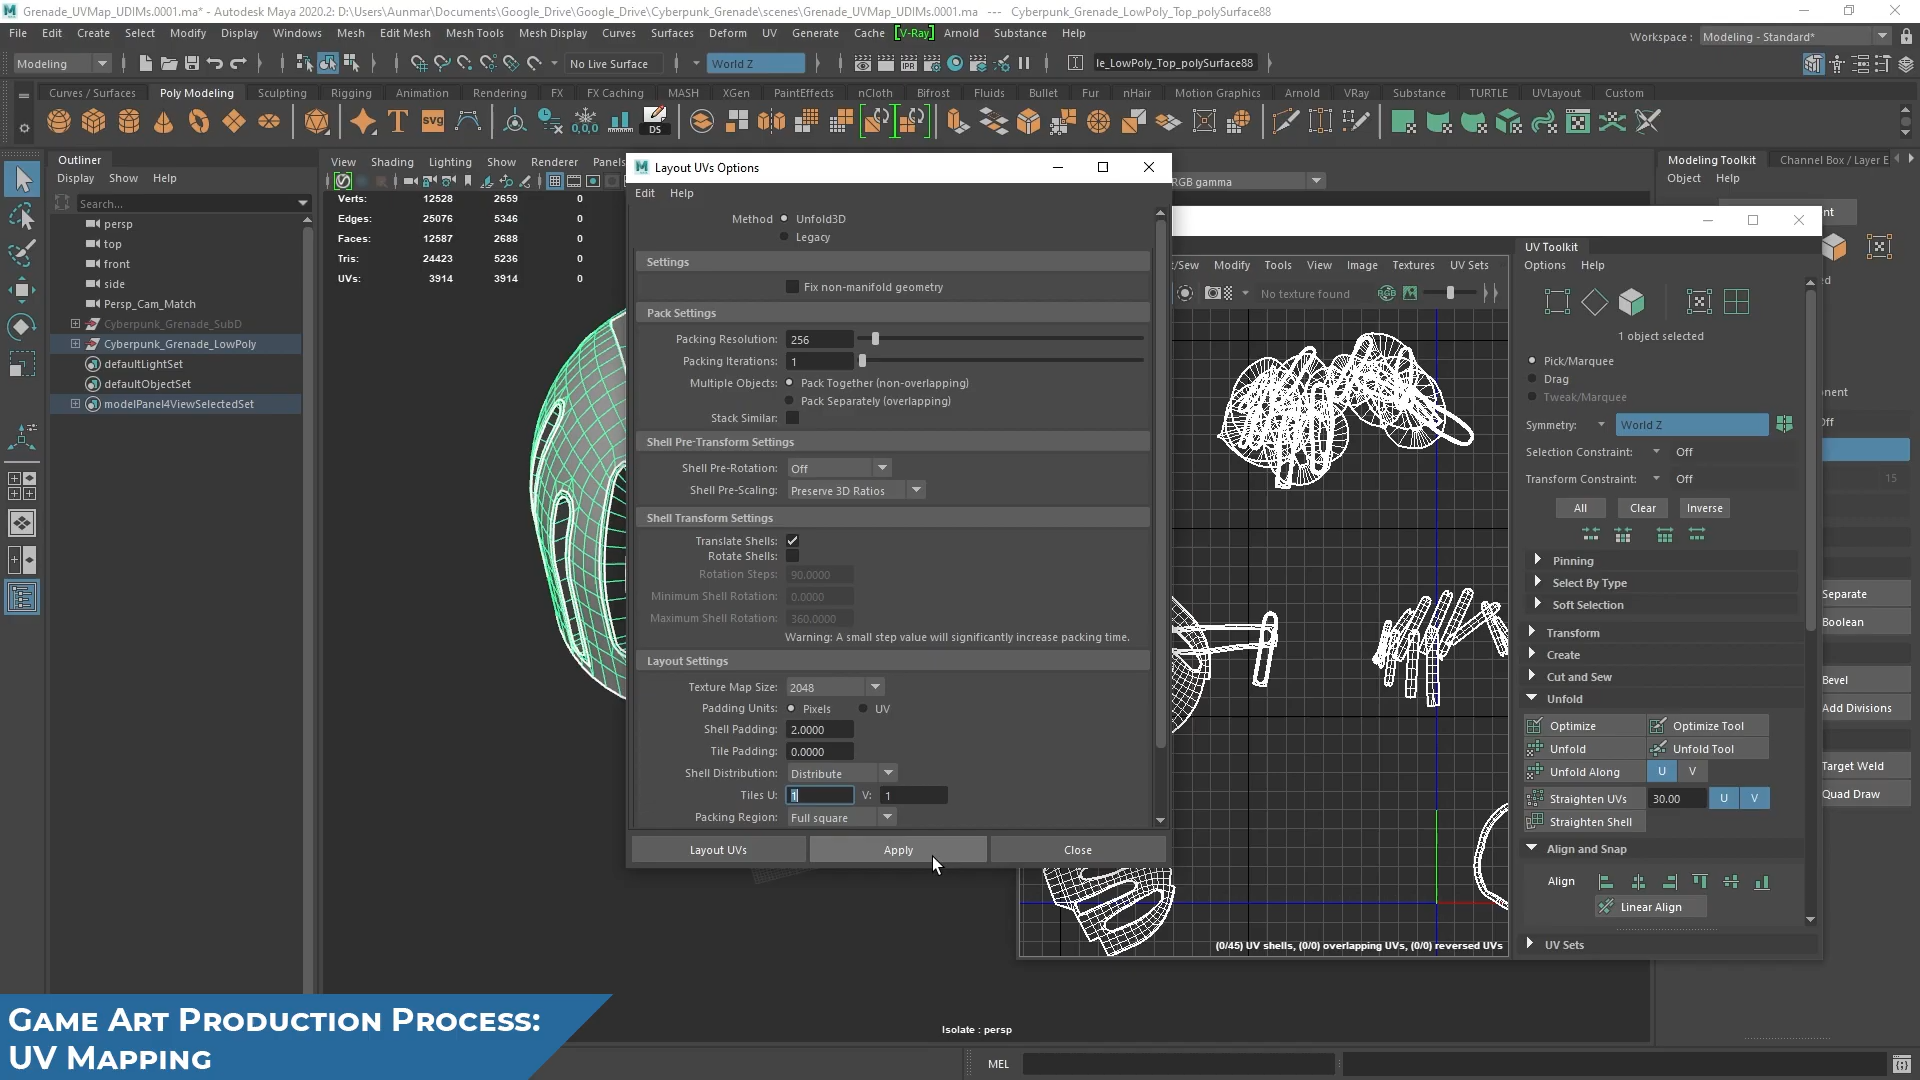 Grenade_UVMap_UDIMs.0001.ma* - Autodesk Maya 2020.2: D:\Users\Aunmar\Documents\Google_Drive\Google_Drive\Cyberpunk_Grenade\scenes\Grenade_UVMap_UDIMs.0001.ma --- Cyberpunk_Grenade_LowPoly_Top_polySurface88
File Edit Create Select Modify Display Windows Mesh Edit Mesh Mesh Tools Mesh Display Curves Surfaces Deform UV Generate Cache [V-Ray] Arnold Substance Help
Workspace : Modeling - Standard*
Modeling No Live Surface World Z IPR le_LowPoly_Top_polySurface88
Curves / Surfaces Poly Modeling Sculpting Rigging Animation Rendering FX FX Caching MASH XGen PaintEffects nCloth Bifrost Fluids Bullet Fur nHair Motion Graphics Arnold VRay Substance TURTLE UVLayout Custom
SVG 0,0,0 DS
Outliner
Display Show Help
Search...
persp
top
front
side
Persp_Cam_Match
Cyberpunk_Grenade_SubD
Cyberpunk_Grenade_LowPoly
defaultLightSet
defaultObjectSet
modelPanel4ViewSelectedSet
View Shading Lighting Show Renderer Panels
Verts: 12528 2659 0
Edges: 25076 5346 0
Faces: 12587 2688 0
Tris: 24423 5236 0
UVs: 3914 3914 0
Layout UVs Options
Edit Help
Method Unfold3D
Legacy
Settings
Fix non-manifold geometry
Pack Settings
Packing Resolution: 256
Packing Iterations: 1
Multiple Objects: Pack Together (non-overlapping)
Pack Separately (overlapping)
Stack Similar:
Shell Pre-Transform Settings
Shell Pre-Rotation: Off
Shell Pre-Scaling: Preserve 3D Ratios
Shell Transform Settings
Translate Shells:
Rotate Shells:
Rotation Steps: 90.0000
Minimum Shell Rotation: 0.0000
Maximum Shell Rotation: 360.0000
Warning: A small step value will significantly increase packing time.
Layout Settings
Texture Map Size: 2048
Padding Units: Pixels UV
Shell Padding: 2.0000
Tile Padding: 0.0000
Shell Distribution: Distribute
Tiles U: 1 V: 1
Packing Region: Full square
Layout UVs Apply Close
RGB gamma
t/Sew Modify Tools View Image Textures UV Sets
No texture found RGB
(0/45) UV shells, (0/0) overlapping UVs, (0/0) reversed UVs
UV Toolkit
Options Help
1 object selected
Pick/Marquee
Drag
Tweak/Marquee
Symmetry: World Z
Selection Constraint: Off
Transform Constraint: Off
All Clear Inverse
Pinning
Select By Type
Soft Selection
Transform
Create
Cut and Sew
Unfold
Optimize Optimize Tool
Unfold Unfold Tool
Unfold Along U V
Straighten UVs 30.00 U V
Straighten Shell
Align and Snap
Align
Linear Align
UV Sets
Modeling Toolkit Channel Box / Layer E
Object Help
nt
ed
onent
Off
15
Separate
Boolean
Bevel
Add Divisions
Target Weld
Quad Draw
Isolate : persp
MEL
Game Art Production Process:
UV Mapping